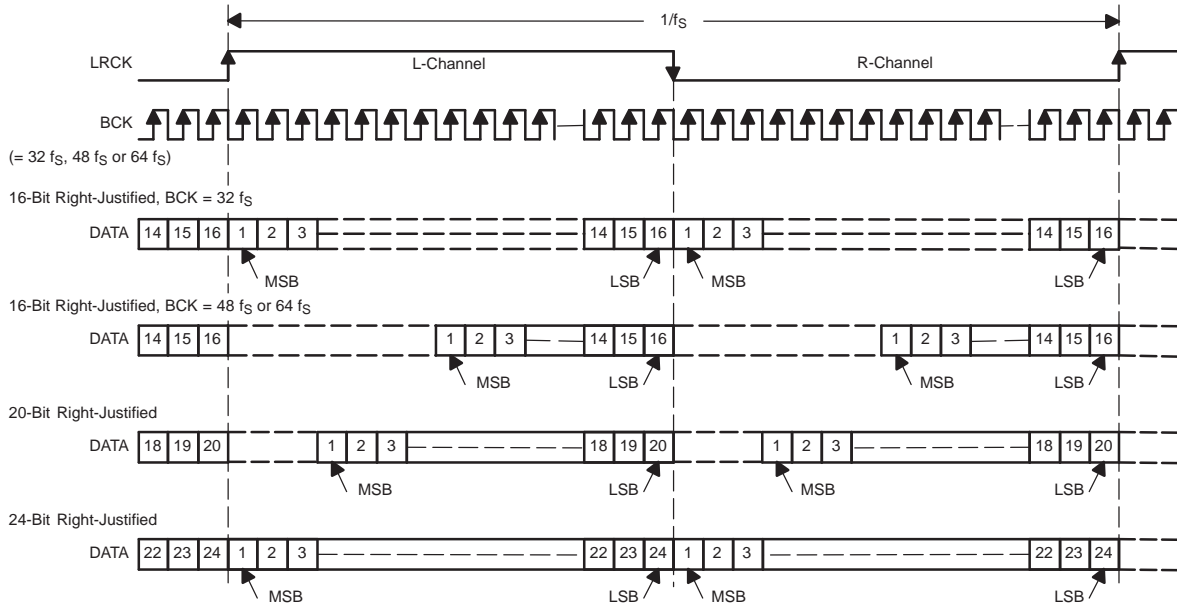 1/fS
LRCK L-Channel R-Channel
BCK
(= 32 fS, 48 fS or 64 fS)
16-Bit Right-Justified, BCK = 32 fS
DATA 14 15 16 1 2 3 14 15 16 1 2 3 14 15 16
MSB LSB MSB LSB
16-Bit Right-Justified, BCK = 48 fS or 64 fS
DATA 14 15 16 1 2 3 14 15 16 1 2 3 14 15 16
MSB LSB MSB LSB
20-Bit Right-Justified
DATA 18 19 20 1 2 3 18 19 20 1 2 3 18 19 20
MSB LSB MSB LSB
24-Bit Right-Justified
DATA 22 23 24 1 2 3 22 23 24 1 2 3 22 23 24
MSB LSB MSB LSB